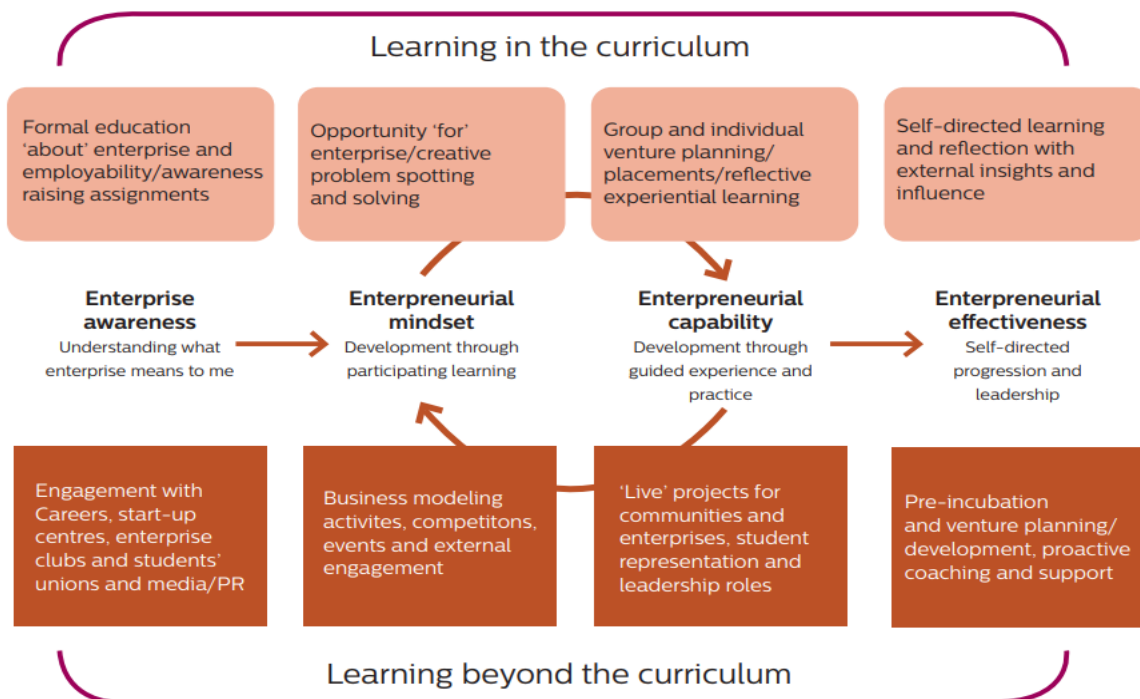 Learning in the curriculum
Formal education
‘about’ enterprise and
employability/awareness
raising assignments
Opportunity ‘for’
enterprise/creative
problem spotting
and solving
Group and individual
venture planning/
placements/reflective
experiential learning
Self-directed learning
and reflection with
external insights and
influence
Enterprise
awareness
Understanding what
enterprise means to me
Enterpreneurial
mindset
Development through
participating learning
Enterpreneurial
capability
Development through
guided experience and
practice
Enterpreneurial
effectiveness
Self-directed
progression and
leadership
Engagement with
Careers, start-up
centres, enterprise
clubs and students’
unions and media/PR
Business modeling
activites, competitons,
events and external
engagement
‘Live’ projects for
communities and
enterprises, student
representation and
leadership roles
Pre-incubation
and venture planning/
development, proactive
coaching and support
Learning beyond the curriculum